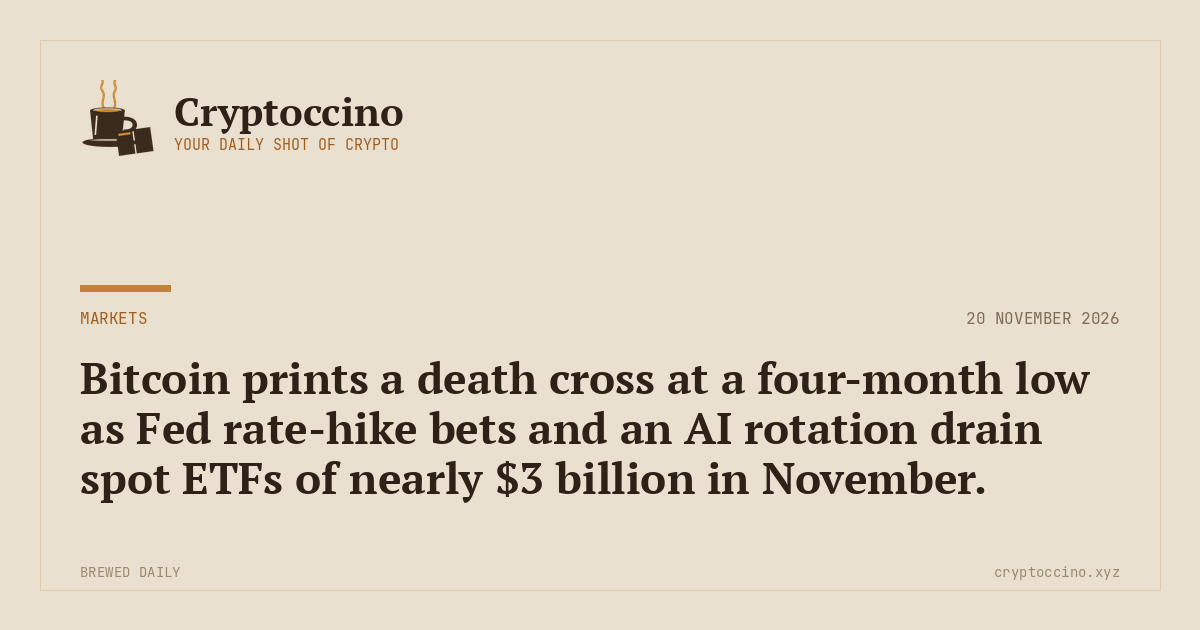 Cryptoccino
YOUR DAILY SHOT OF CRYPTO
MARKETS
20 NOVEMBER 2026
Bitcoin prints a death cross at a four-month low
as Fed rate-hike bets and an AI rotation drain
spot ETFs of nearly $3 billion in November.
BREWED DAILY
cryptoccino.xyz